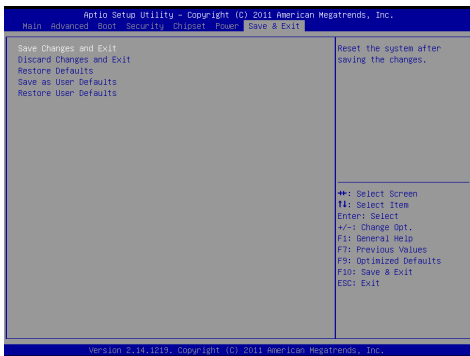 Aptio Setup Utility – Copyright (C) 2011 American Megatrends, Inc.
Main Advanced Boot Security Chipset Power Save & Exit
Save Changes and Exit
Discard Changes and Exit
Restore Defaults
Save as User Defaults
Restore User Defaults
Reset the system after
saving the changes.
→←: Select Screen
↑↓: Select Item
Enter: Select
+/-: Change Opt.
F1: General Help
F7: Previous Values
F9: Optimized Defaults
F10: Save & Exit
ESC: Exit
Version 2.14.1219. Copyright (C) 2011 American Megatrends, Inc.